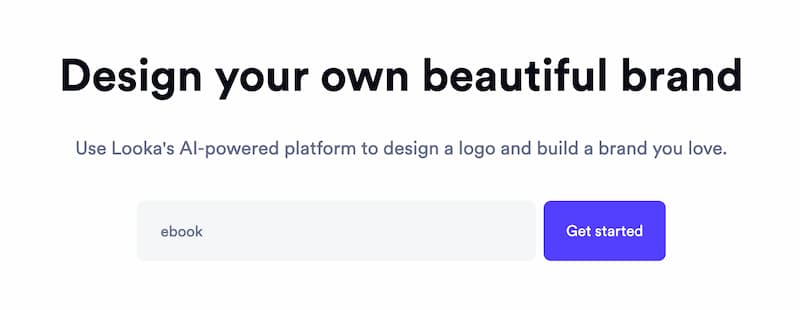 Design your own beautiful brand
Use Looka's AI-powered platform to design a logo and build a brand you love.
ebook
Get started